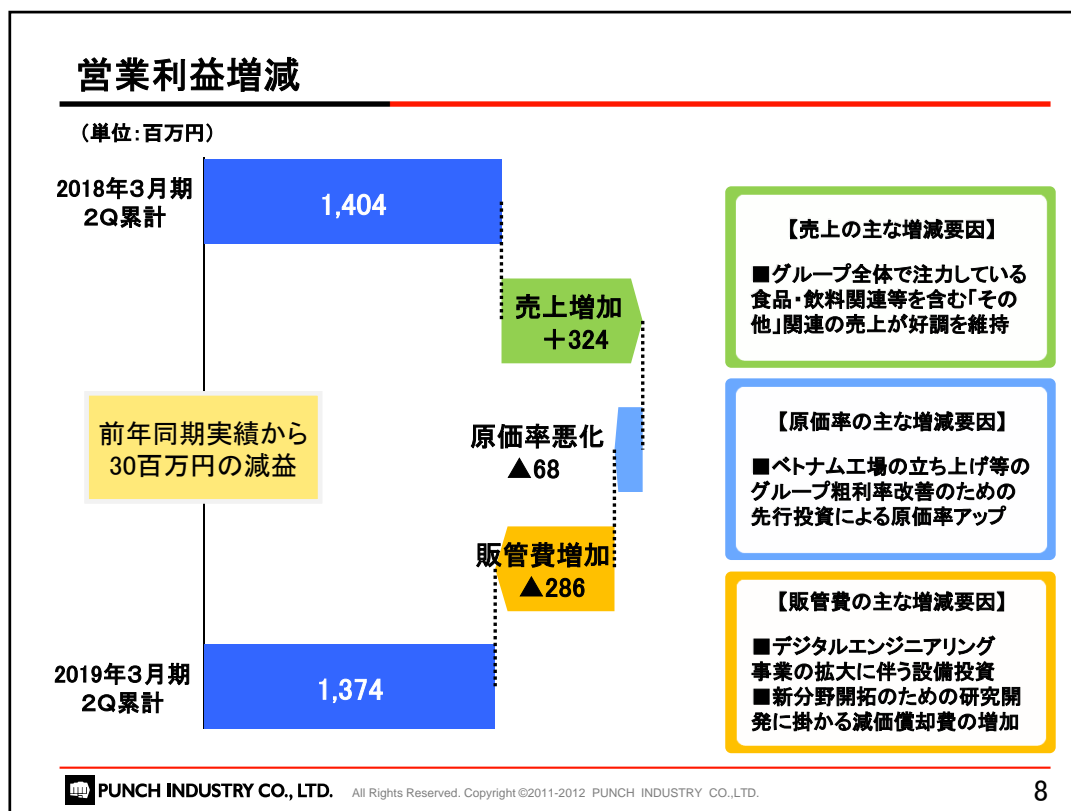 営業利益増減
（単位：百万円）
2018年３月期
２Q累計
1,404
売上増加
＋324
原価率悪化
▲68
販管費増加
▲286
2019年３月期
２Q累計
1,374
前年同期実績から
30百万円の減益
【売上の主な増減要因】
■グループ全体で注力している
食品・飲料関連等を含む「その
他」関連の売上が好調を維持
【原価率の主な増減要因】
■ベトナム工場の立ち上げ等の
グループ粗利率改善のための
先行投資による原価率アップ
【販管費の主な増減要因】
■デジタルエンジニアリング
事業の拡大に伴う設備投資
■新分野開拓のための研究開
発に掛かる減価償却費の増加
PUNCH INDUSTRY CO., LTD. All Rights Reserved. Copyright ©2011-2012 PUNCH INDUSTRY CO.,LTD.
8